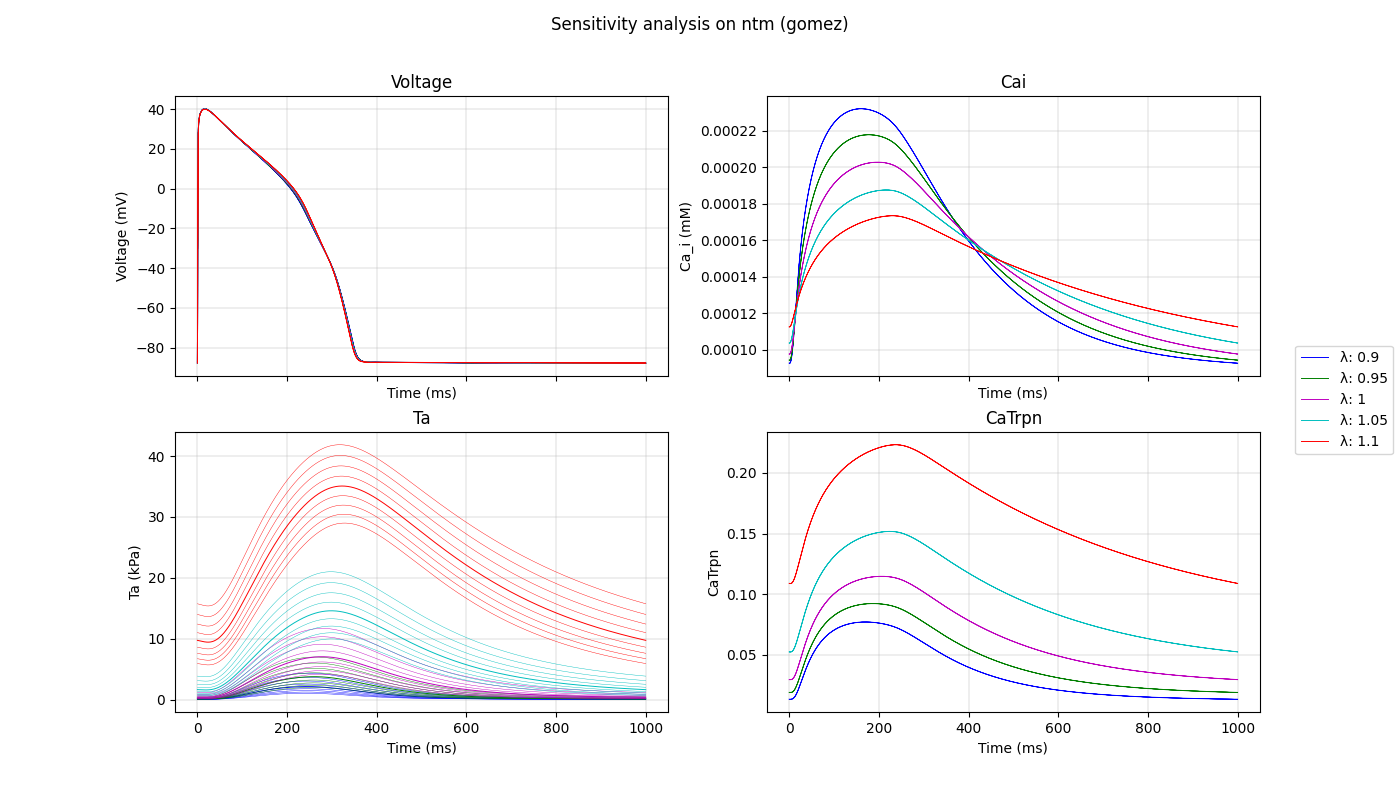 Sensitivity analysis on ntm (gomez)
Voltage
Voltage (mV)
40
20
0
−20
−40
−60
−80
Time (ms)
Cai
Ca_i (mM)
0.00022
0.00020
0.00018
0.00016
0.00014
0.00012
0.00010
Time (ms)
λ: 0.9
λ: 0.95
λ: 1
λ: 1.05
λ: 1.1
Ta
Ta (kPa)
40
30
20
10
0
0 200 400 600 800 1000
Time (ms)
CaTrpn
CaTrpn
0.20
0.15
0.10
0.05
0 200 400 600 800 1000
Time (ms)